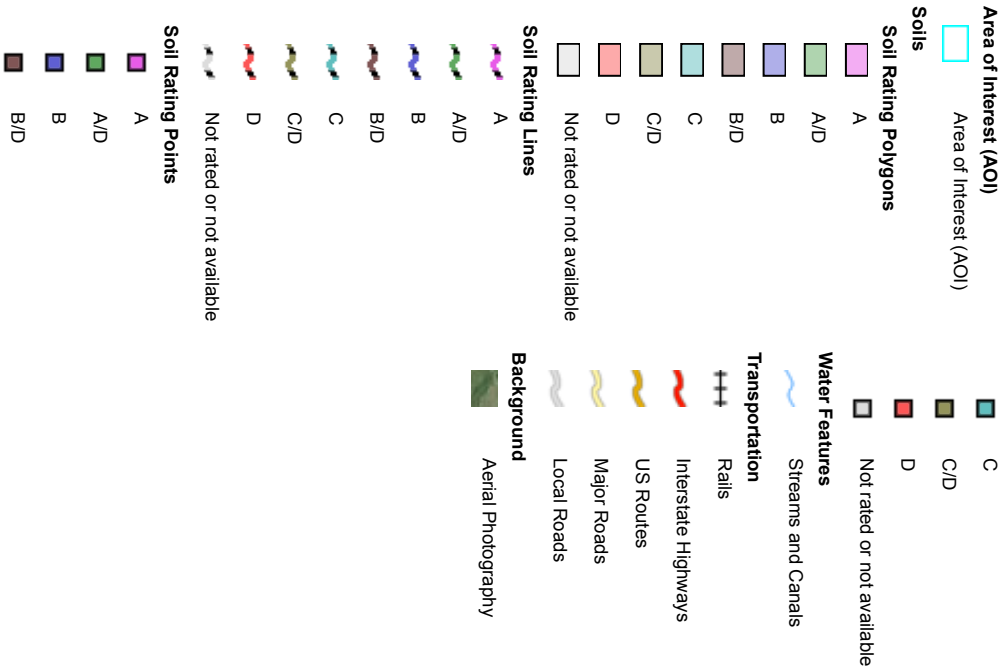 Area of Interest (AOI)
Area of Interest (AOI)
Soils
Soil Rating Polygons
A
A/D
B
B/D
C
C/D
D
Not rated or not available
Soil Rating Lines
A
A/D
B
B/D
C
C/D
D
Not rated or not available
Soil Rating Points
A
A/D
B
B/D
C
C/D
D
Not rated or not available
Water Features
Streams and Canals
Transportation
Rails
Interstate Highways
US Routes
Major Roads
Local Roads
Background
Aerial Photography